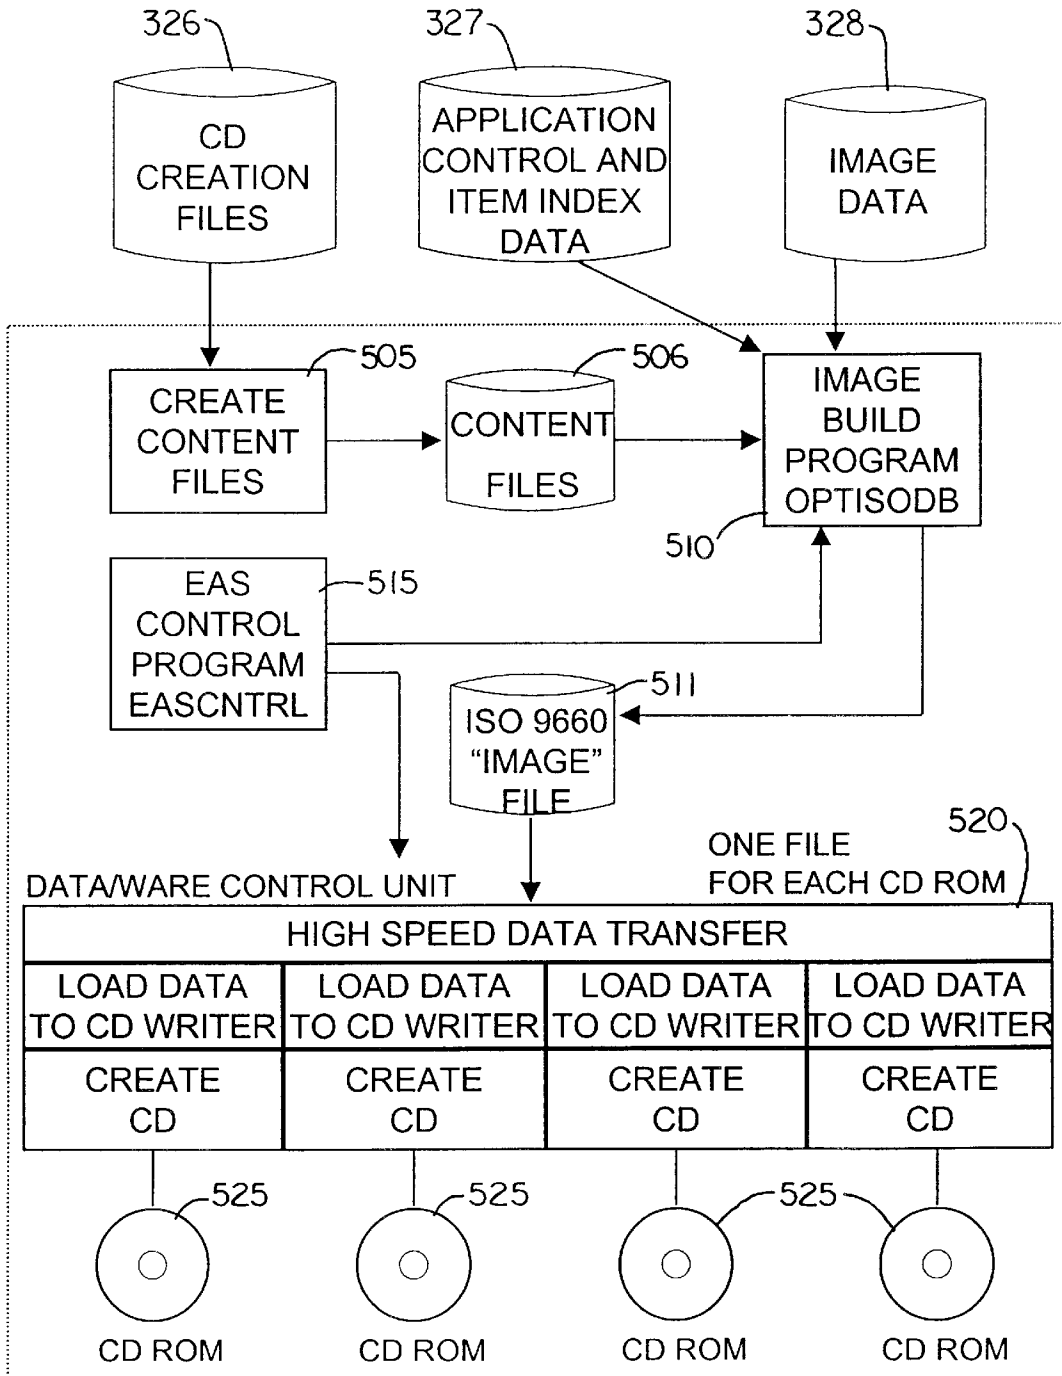 326
327
328
CD
CREATION
FILES
APPLICATION
CONTROL AND
ITEM INDEX
DATA
IMAGE
DATA
505
506
CREATE
CONTENT
FILES
CONTENT
FILES
IMAGE
BUILD
PROGRAM
OPTISODB
510
EAS
CONTROL
PROGRAM
EASCNTRL
515
511
ISO 9660
“IMAGE”
FILE
520
ONE FILE
FOR EACH CD ROM
DATA/WARE CONTROL UNIT
HIGH SPEED DATA TRANSFER
LOAD DATA
TO CD WRITER
LOAD DATA
TO CD WRITER
LOAD DATA
TO CD WRITER
LOAD DATA
TO CD WRITER
CREATE
CD
CREATE
CD
CREATE
CD
CREATE
CD
525
525
525
CD ROM
CD ROM
CD ROM
CD ROM